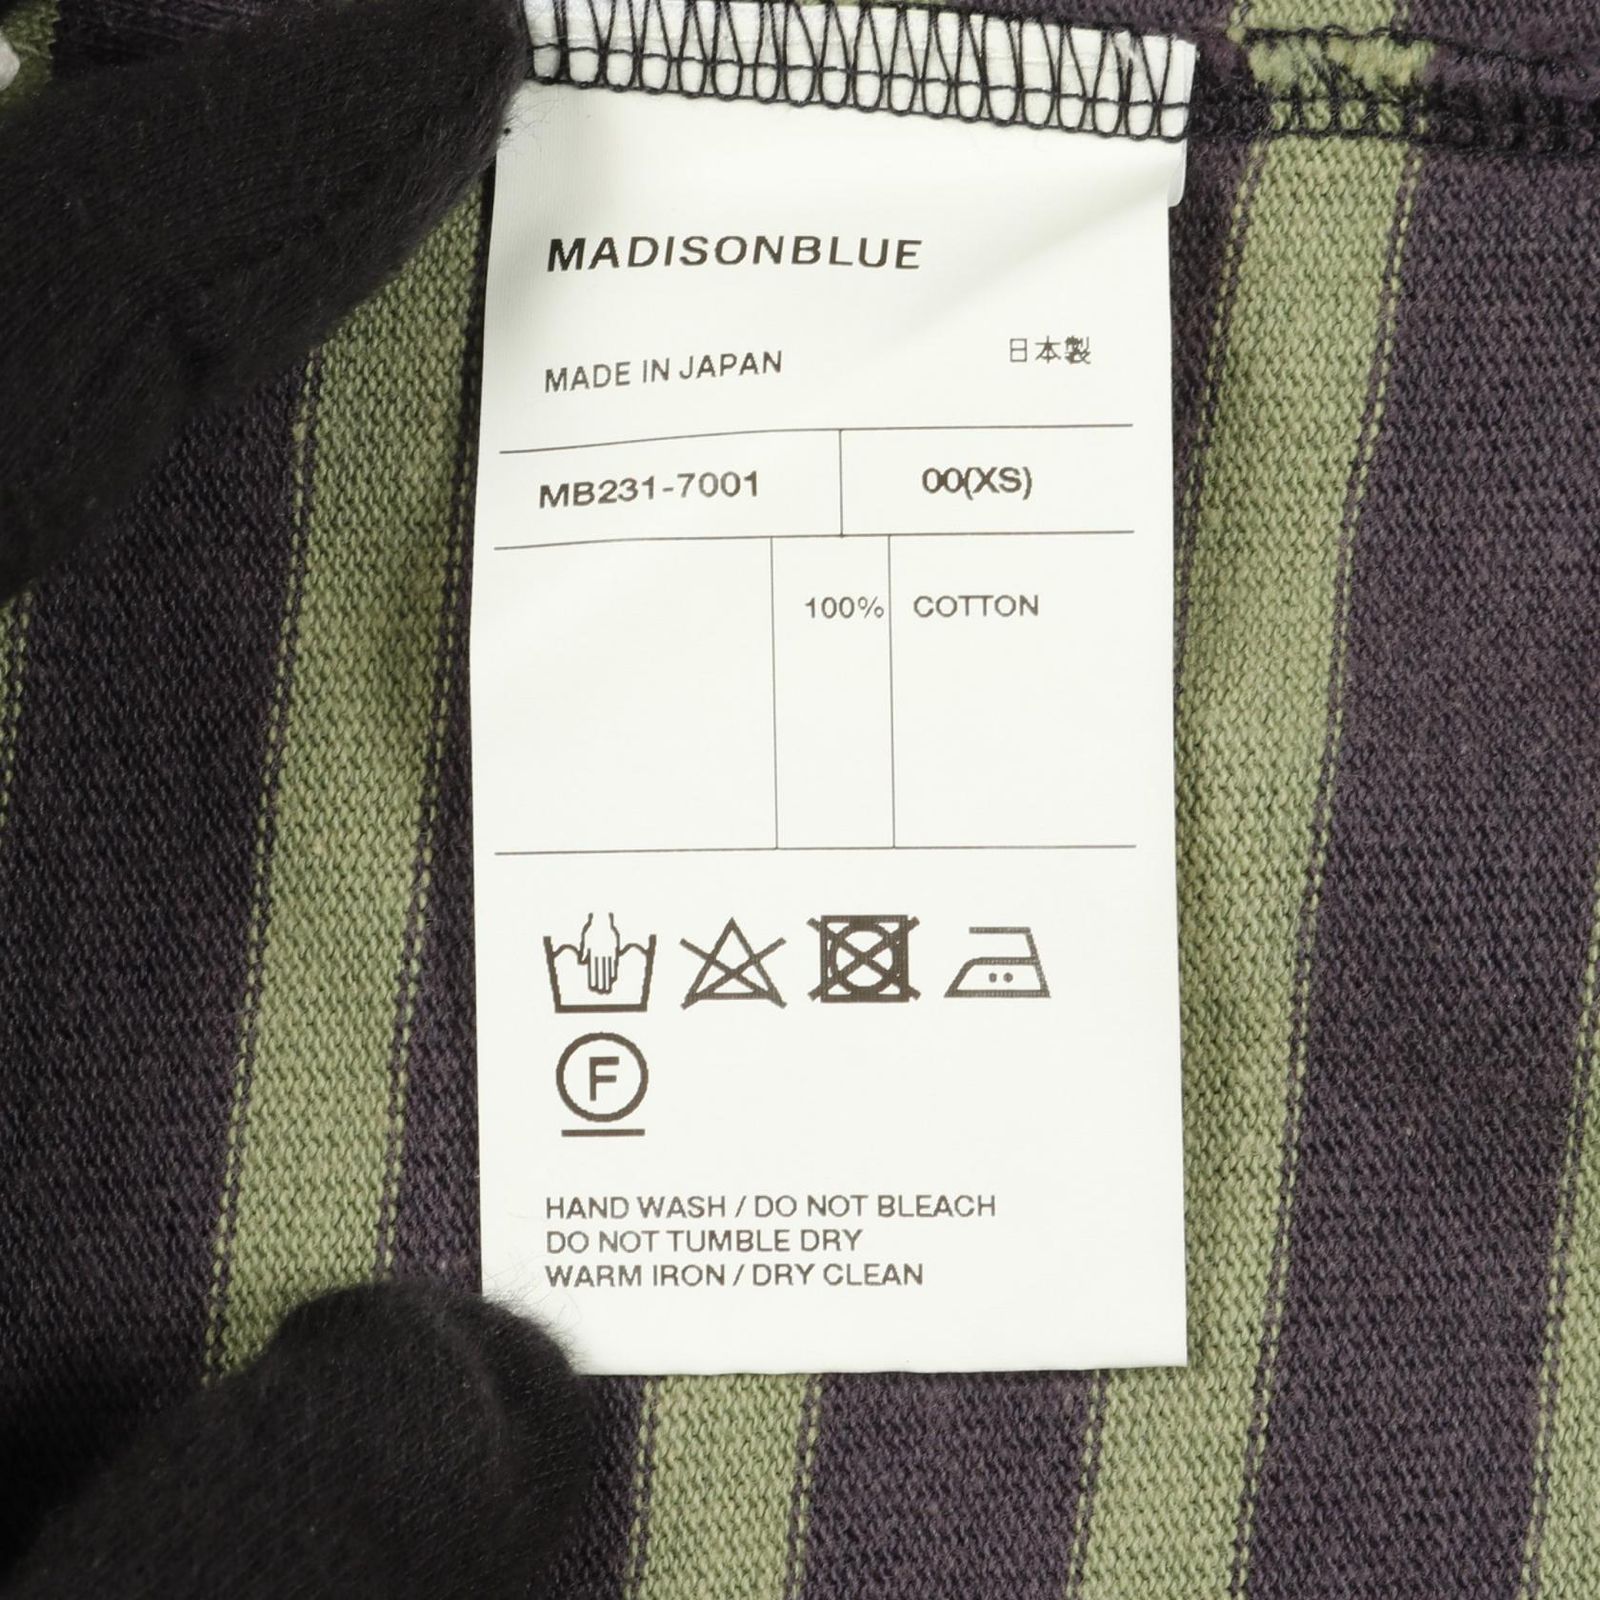 MADISONBLUE
MADE IN JAPAN 日本製
MB231-7001 00(XS)
100% COTTON
F
HAND WASH / DO NOT BLEACH
DO NOT TUMBLE DRY
WARM IRON / DRY CLEAN